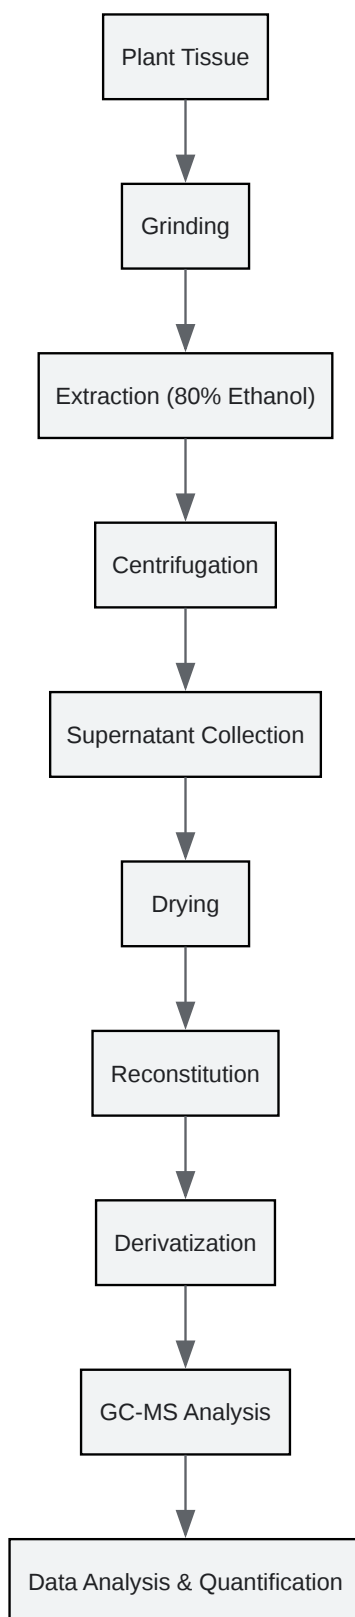 Plant Tissue
Grinding
Extraction (80% Ethanol)
Centrifugation
Supernatant Collection
Drying
Reconstitution
Derivatization
GC-MS Analysis
Data Analysis & Quantification